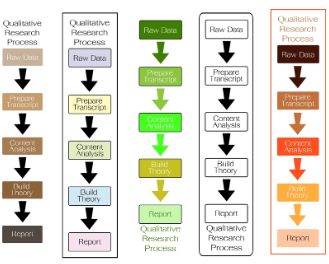 Qualitative
Research
Process
Raw Data
Prepare
Transcript
Content
Analysis
Build
Theory
Report
Qualitative
Research
Process
Raw Data
Prepare
Transcript
Content
Analysis
Build
Theory
Report
Raw Data
Prepare
Transcript
Content
Analysis
Build
Theory
Report
Qualitative
Research
Process
Raw Data
Prepare
Transcript
Content
Analysis
Build
Theory
Report
Qualitative
Research
Process
Qualitative
Research
Process
Raw Data
Prepare
Transcript
Content
Analysis
Build
Theory
Report